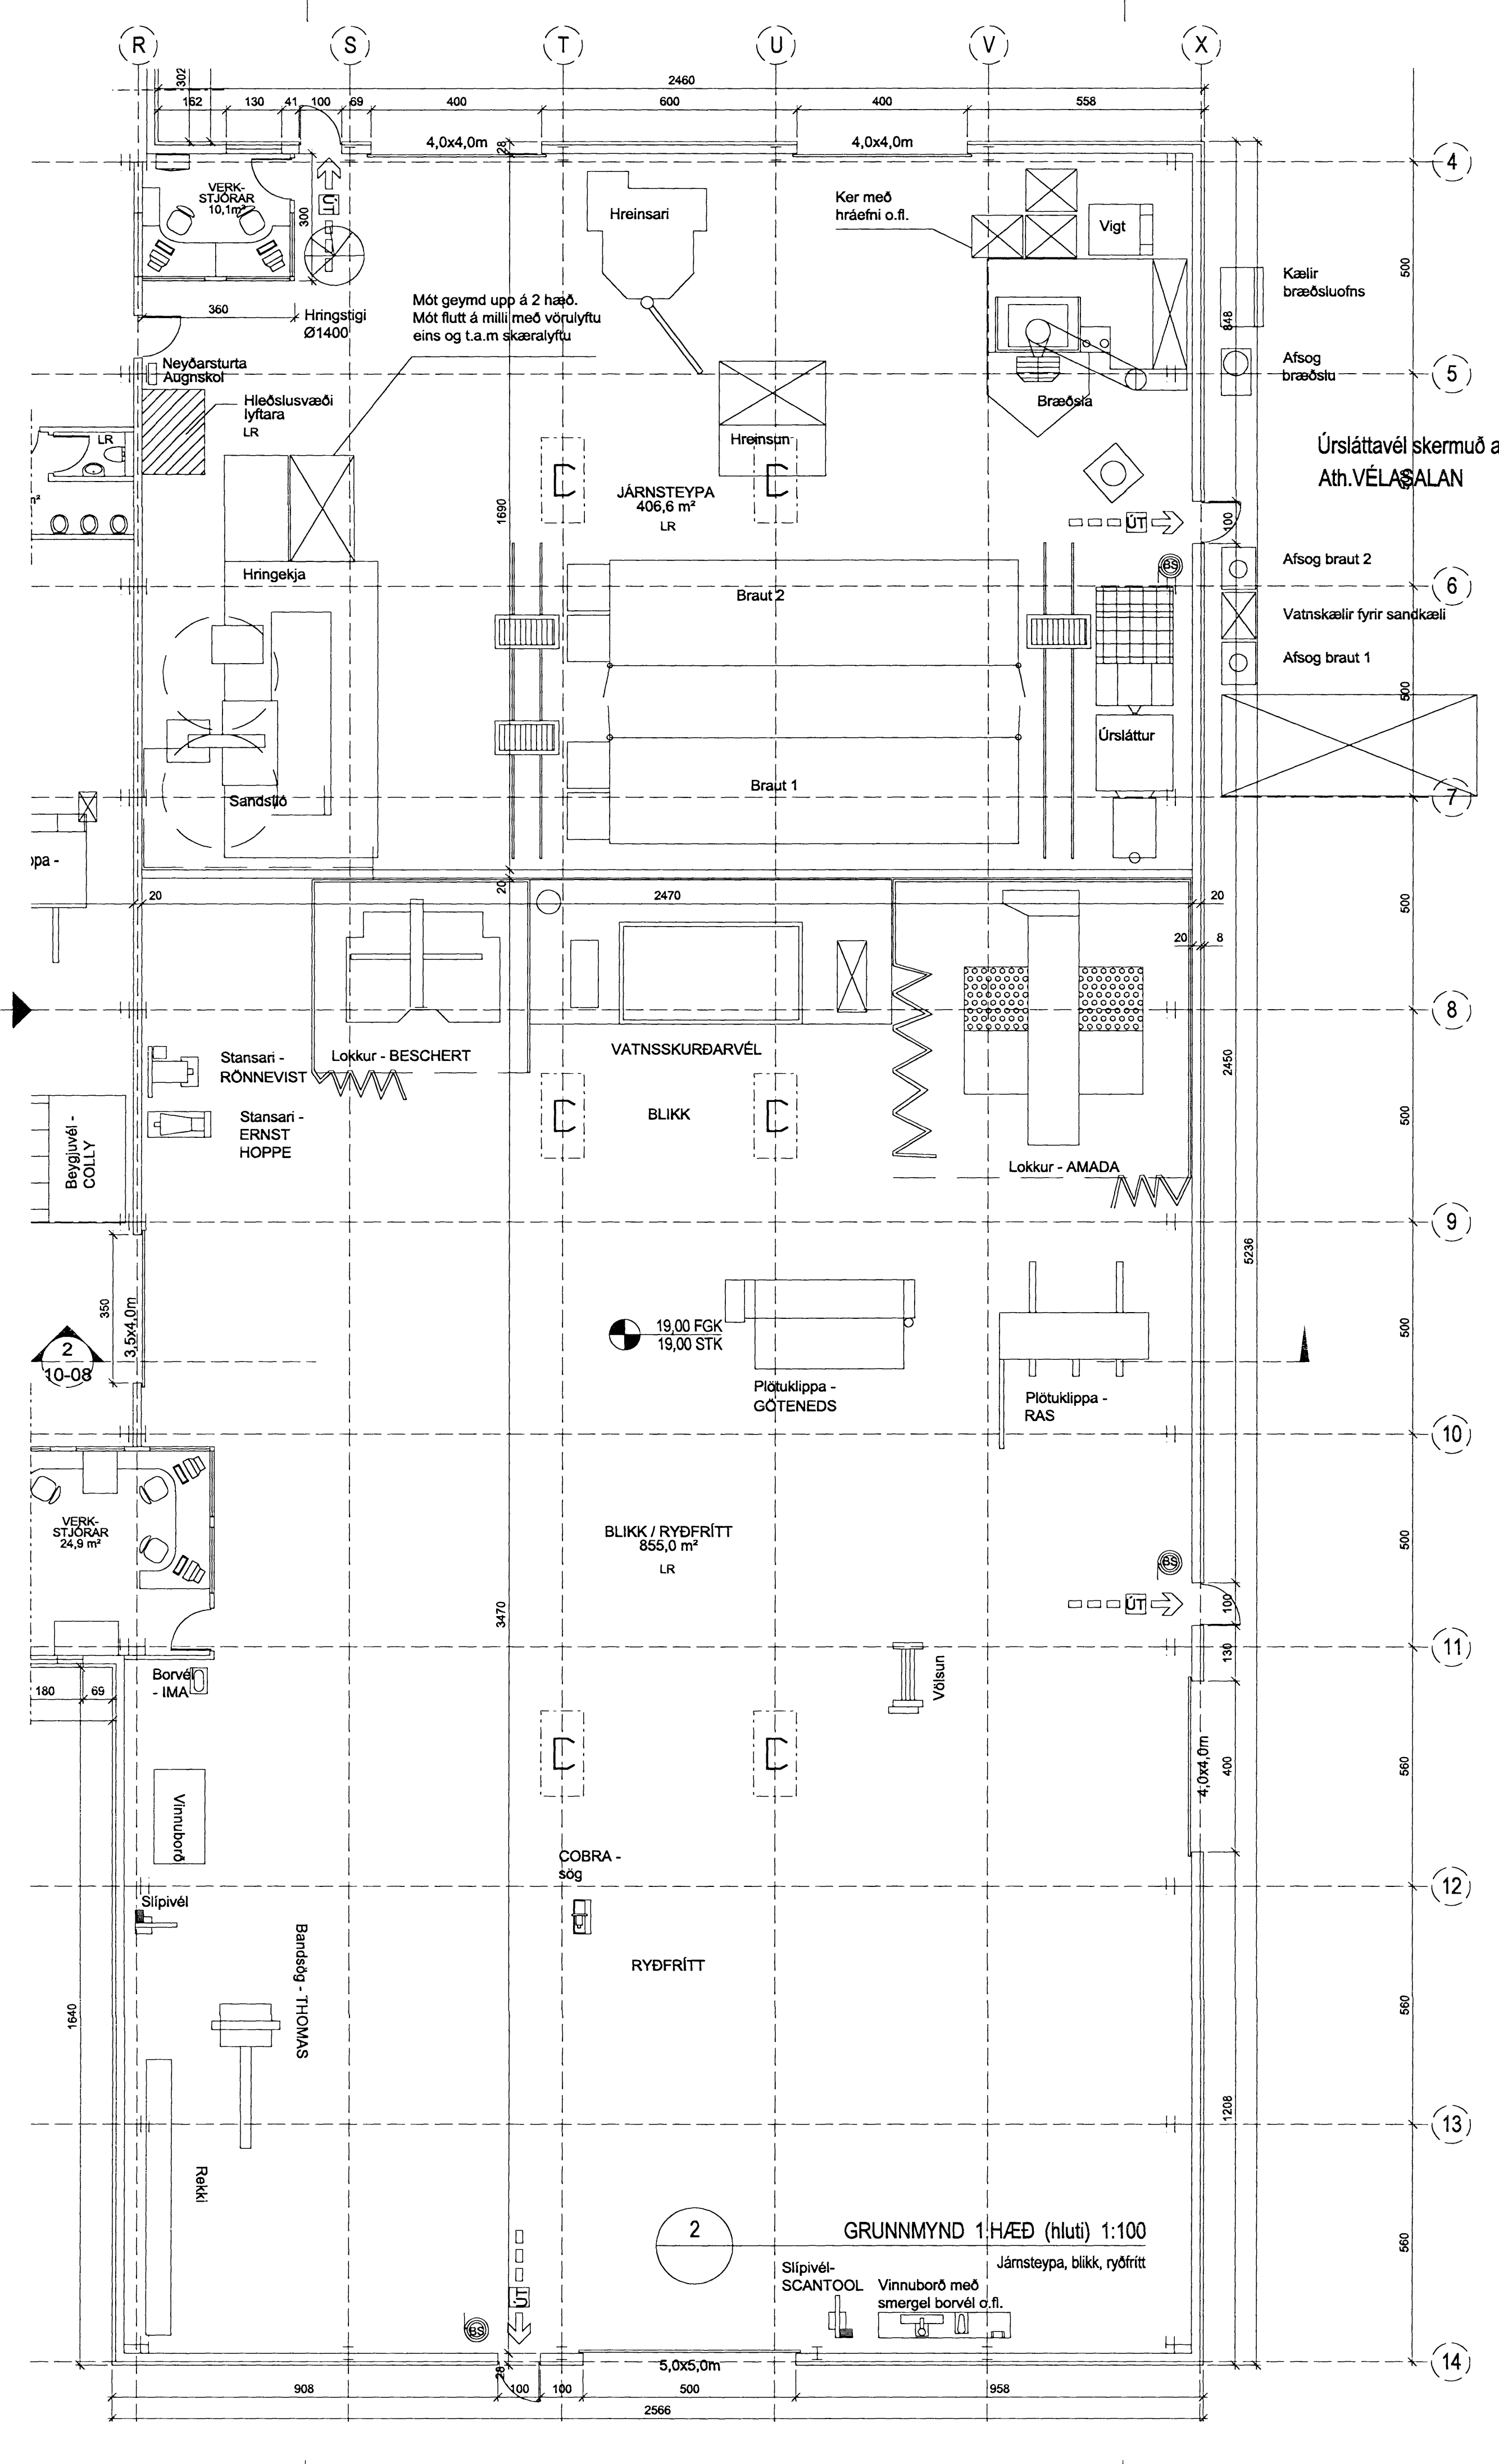 R
S
T
U
V
X
2460
302
162
130
41
100
69
400
600
400
558
4,0x4,0m
28
4,0x4,0m
4
VERK-
STJÓRAR
10,1m²
ÚT
300
Hreinsari
Ker með
hráefni o.fl.
Vigt
500
Kælir
bræðsluofns
848
360
Hringstigi
Ø1400
Mót geymd upp á 2 hæð.
Mót flutt á milli með vörulyftu
eins og t.a.m skæralyftu
Neyðarsturta
Augnskol
Afsog
bræðslu
5
Hleðslusvæði
lyftara
LR
Bræðsla
LR
Hreinsun
Úrsláttavél skermuð a
Ath.VÉLASALAN
JÁRNSTEYPA
406,6 m²
LR
m²
1690
ÚT
100
Hringekja
BS
Afsog braut 2
6
Braut 2
Vatnskælir fyrir sandkæli
Afsog braut 1
500
Úrsláttur
Braut 1
Sandsíló
7
ppa -
20
20
2470
20
500
20
8
8
Stansari -
RÖNNEVIST
Lokkur - BESCHERT
VATNSSKURÐARVÉL
2450
Stansari -
ERNST
HOPPE
BLIKK
500
Beygjuvél -
COLLY
Lokkur - AMADA
9
5236
350
3,5x4,0m
19,00 FGK
19,00 STK
500
2
10-08
Plötuklippa -
GÖTENEDS
Plötuklippa -
RAS
10
VERK-
STJÓRAR
24,9 m²
BLIKK / RYÐFRÍTT
855,0 m²
LR
500
BS
3470
ÚT
100
11
130
Borvél
- IMA
180
69
Völsun
4,0x4,0m
400
560
Vinnuborð
COBRA -
sög
12
Slípivél
Bandsög - THOMAS
RYÐFRÍTT
1640
560
1208
13
Rekki
2
GRUNNMYND 1.HÆÐ (hluti) 1:100
Járnsteypa, blikk, ryðfrítt
560
Slípivél-
SCANTOOL
Vinnuborð með
smergel borvél o.fl.
ÚT
BS
5,0x5,0m
14
28
908
100
100
500
958
2566